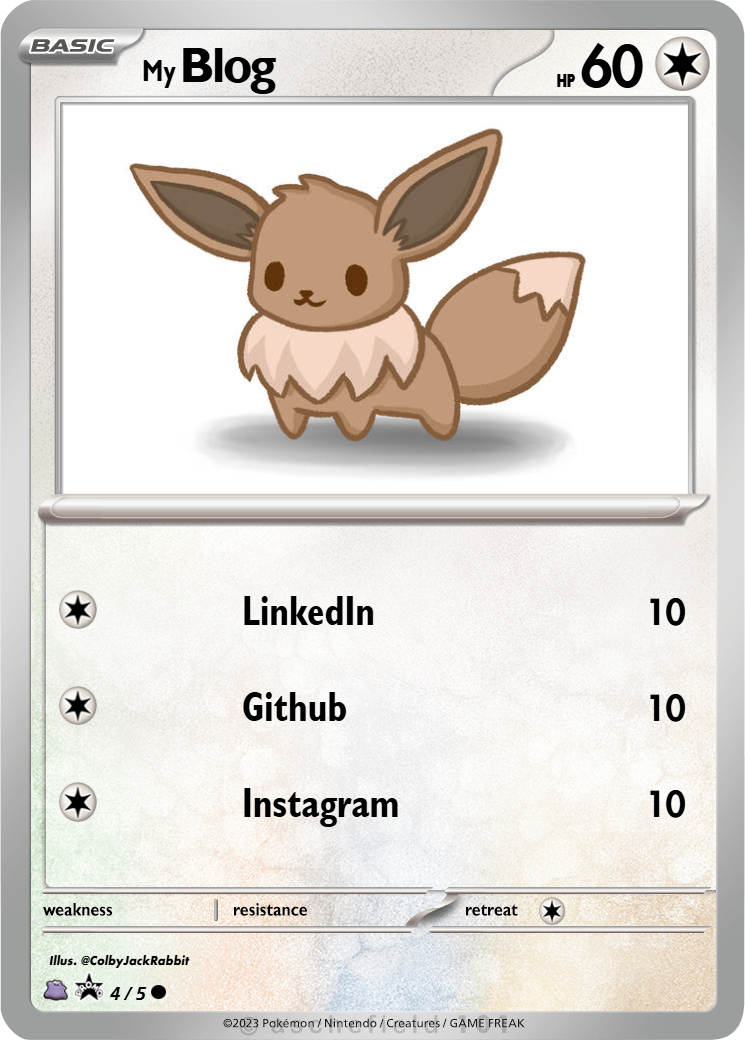 BASIC
My Blog
HP 60
LinkedIn 10
Github 10
Instagram 10
weakness resistance retreat
Illus. @ColbyJackRabbit
4 / 5
©2023 Pokémon / Nintendo / Creatures / GAME FREAK